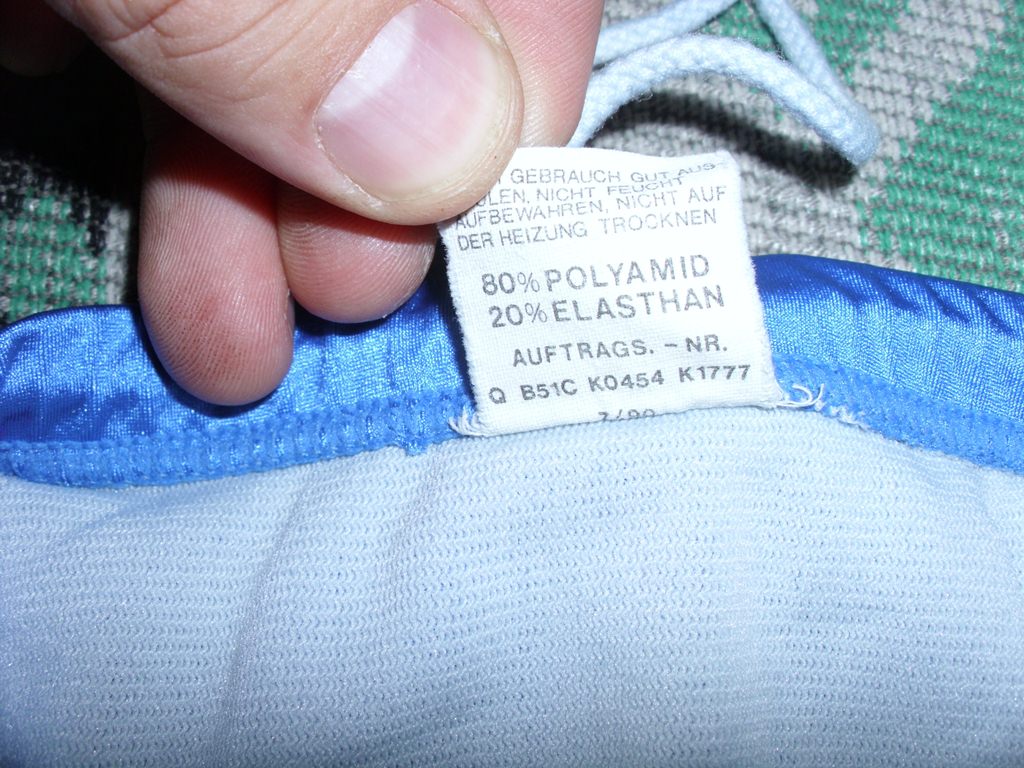 GEBRAUCH GUT AUS
ÜLEN, NICHT FEUCHT
AUFBEWAHREN, NICHT AUF
DER HEIZUNG TROCKNEN
80% POLYAMID
20% ELASTHAN
AUFTRAGS. - NR.
Q B51C K0454 K1777